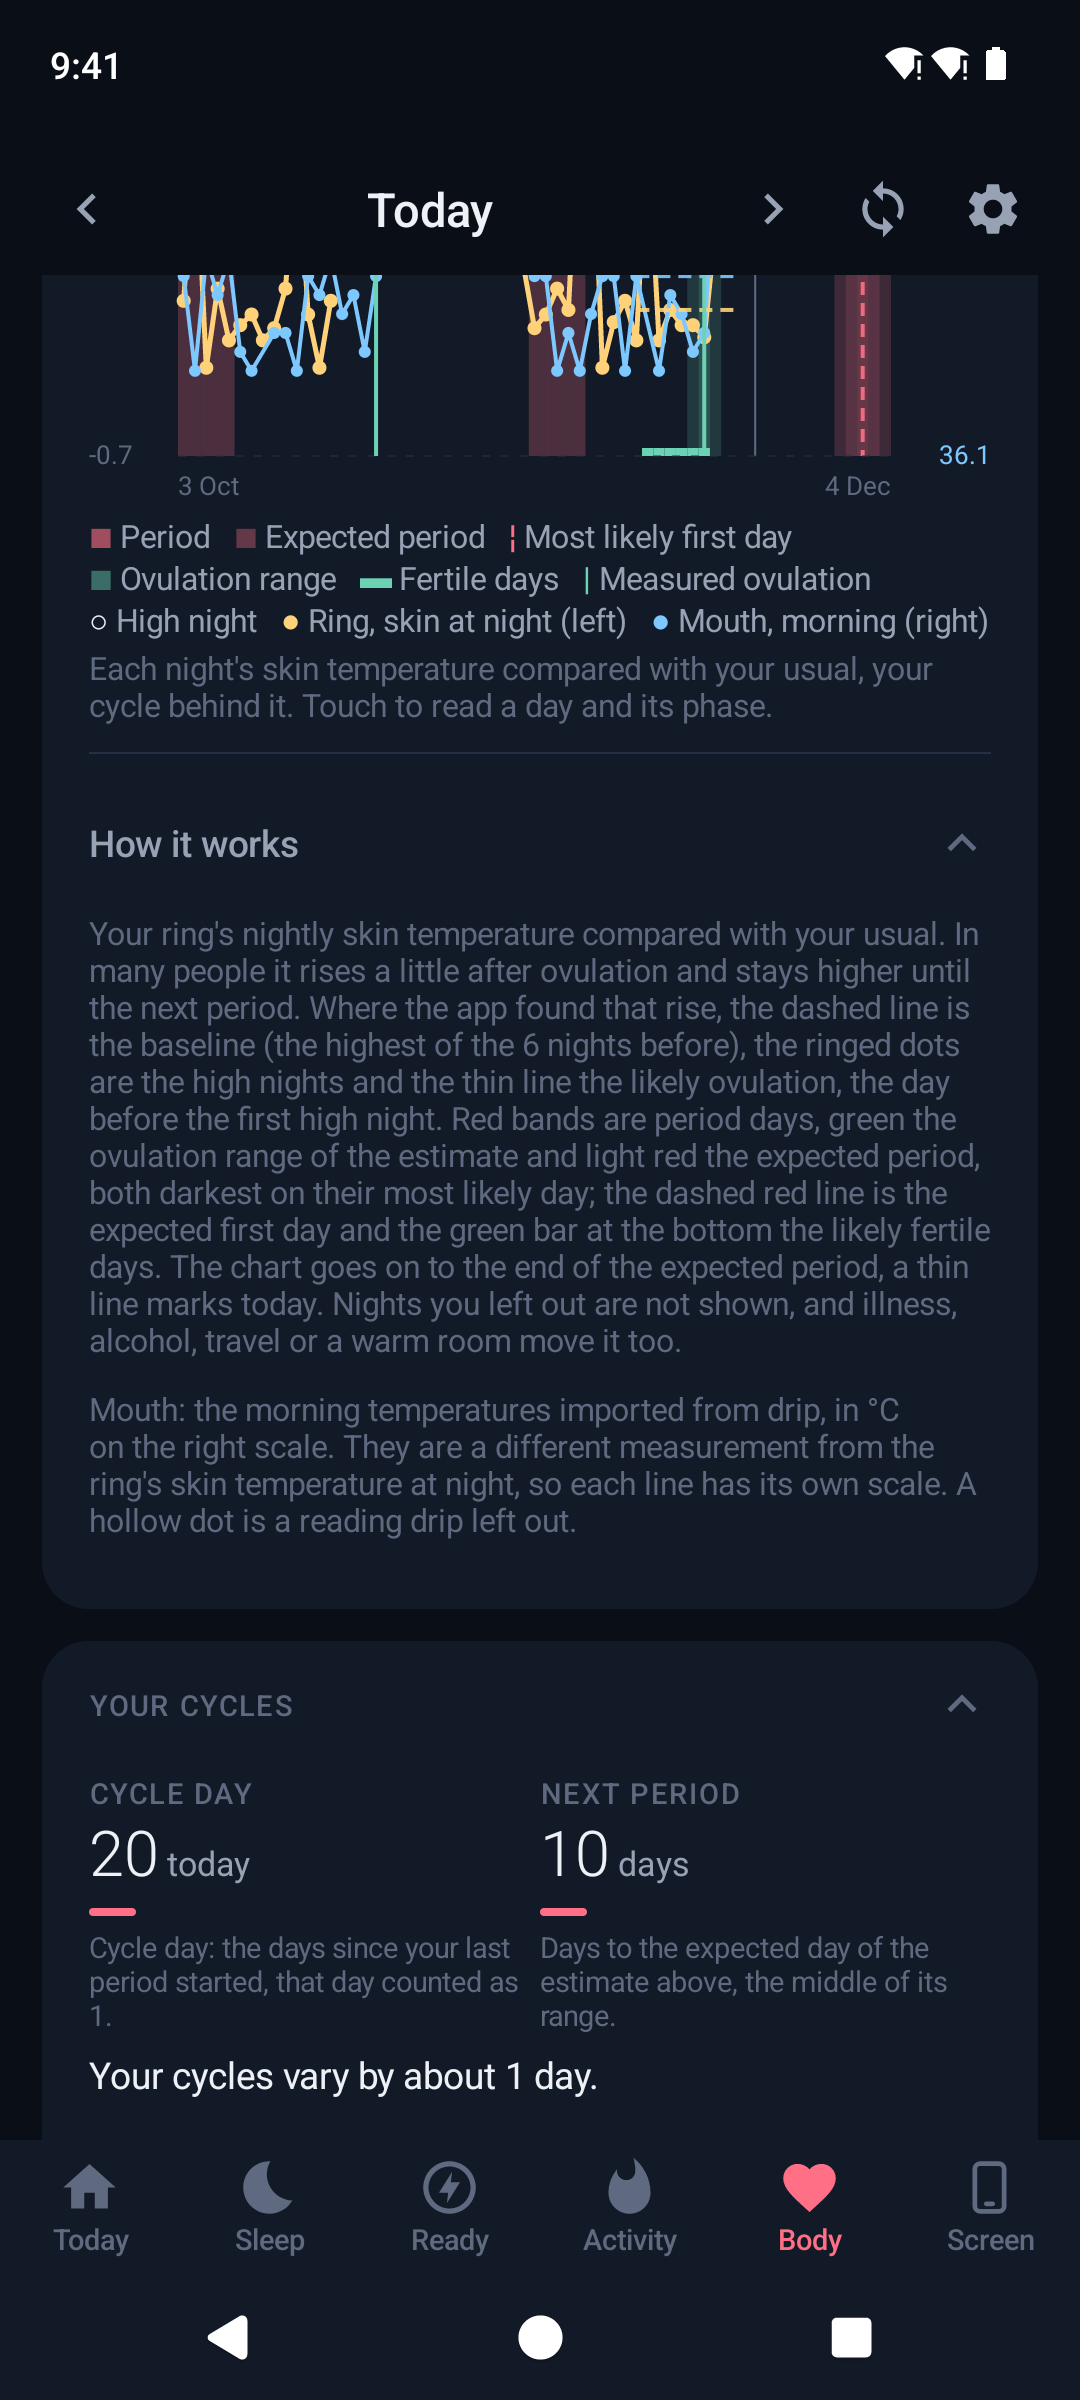 9:41
Today
-0.7
36.1
3 Oct
4 Dec
Period Expected period Most likely first day
Ovulation range Fertile days Measured ovulation
High night Ring, skin at night (left) Mouth, morning (right)
Each night's skin temperature compared with your usual, your
cycle behind it. Touch to read a day and its phase.
How it works
Your ring's nightly skin temperature compared with your usual. In
many people it rises a little after ovulation and stays higher until
the next period. Where the app found that rise, the dashed line is
the baseline (the highest of the 6 nights before), the ringed dots
are the high nights and the thin line the likely ovulation, the day
before the first high night. Red bands are period days, green the
ovulation range of the estimate and light red the expected period,
both darkest on their most likely day; the dashed red line is the
expected first day and the green bar at the bottom the likely fertile
days. The chart goes on to the end of the expected period, a thin
line marks today. Nights you left out are not shown, and illness,
alcohol, travel or a warm room move it too.
Mouth: the morning temperatures imported from drip, in °C
on the right scale. They are a different measurement from the
ring's skin temperature at night, so each line has its own scale. A
hollow dot is a reading drip left out.
YOUR CYCLES
CYCLE DAY
20 today
Cycle day: the days since your last
period started, that day counted as
1.
NEXT PERIOD
10 days
Days to the expected day of the
estimate above, the middle of its
range.
Your cycles vary by about 1 day.
Today
Sleep
Ready
Activity
Body
Screen